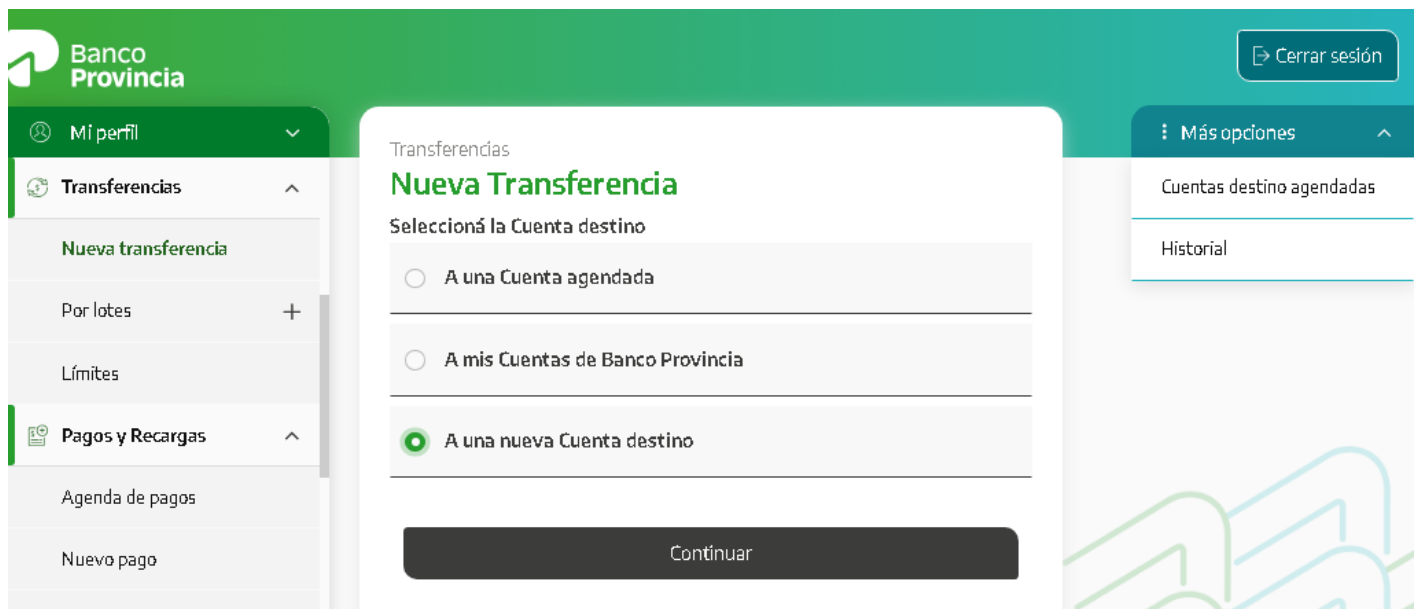 Banco
Provincia
Cerrar sesión
Mi perfil
Transferencias
Nueva transferencia
Por lotes
Límites
Pagos y Recargas
Agenda de pagos
Nuevo pago
Transferencias
Nueva Transferencia
Seleccioná la Cuenta destino
A una Cuenta agendada
A mis Cuentas de Banco Provincia
A una nueva Cuenta destino
Continuar
Más opciones
Cuentas destino agendadas
Historial